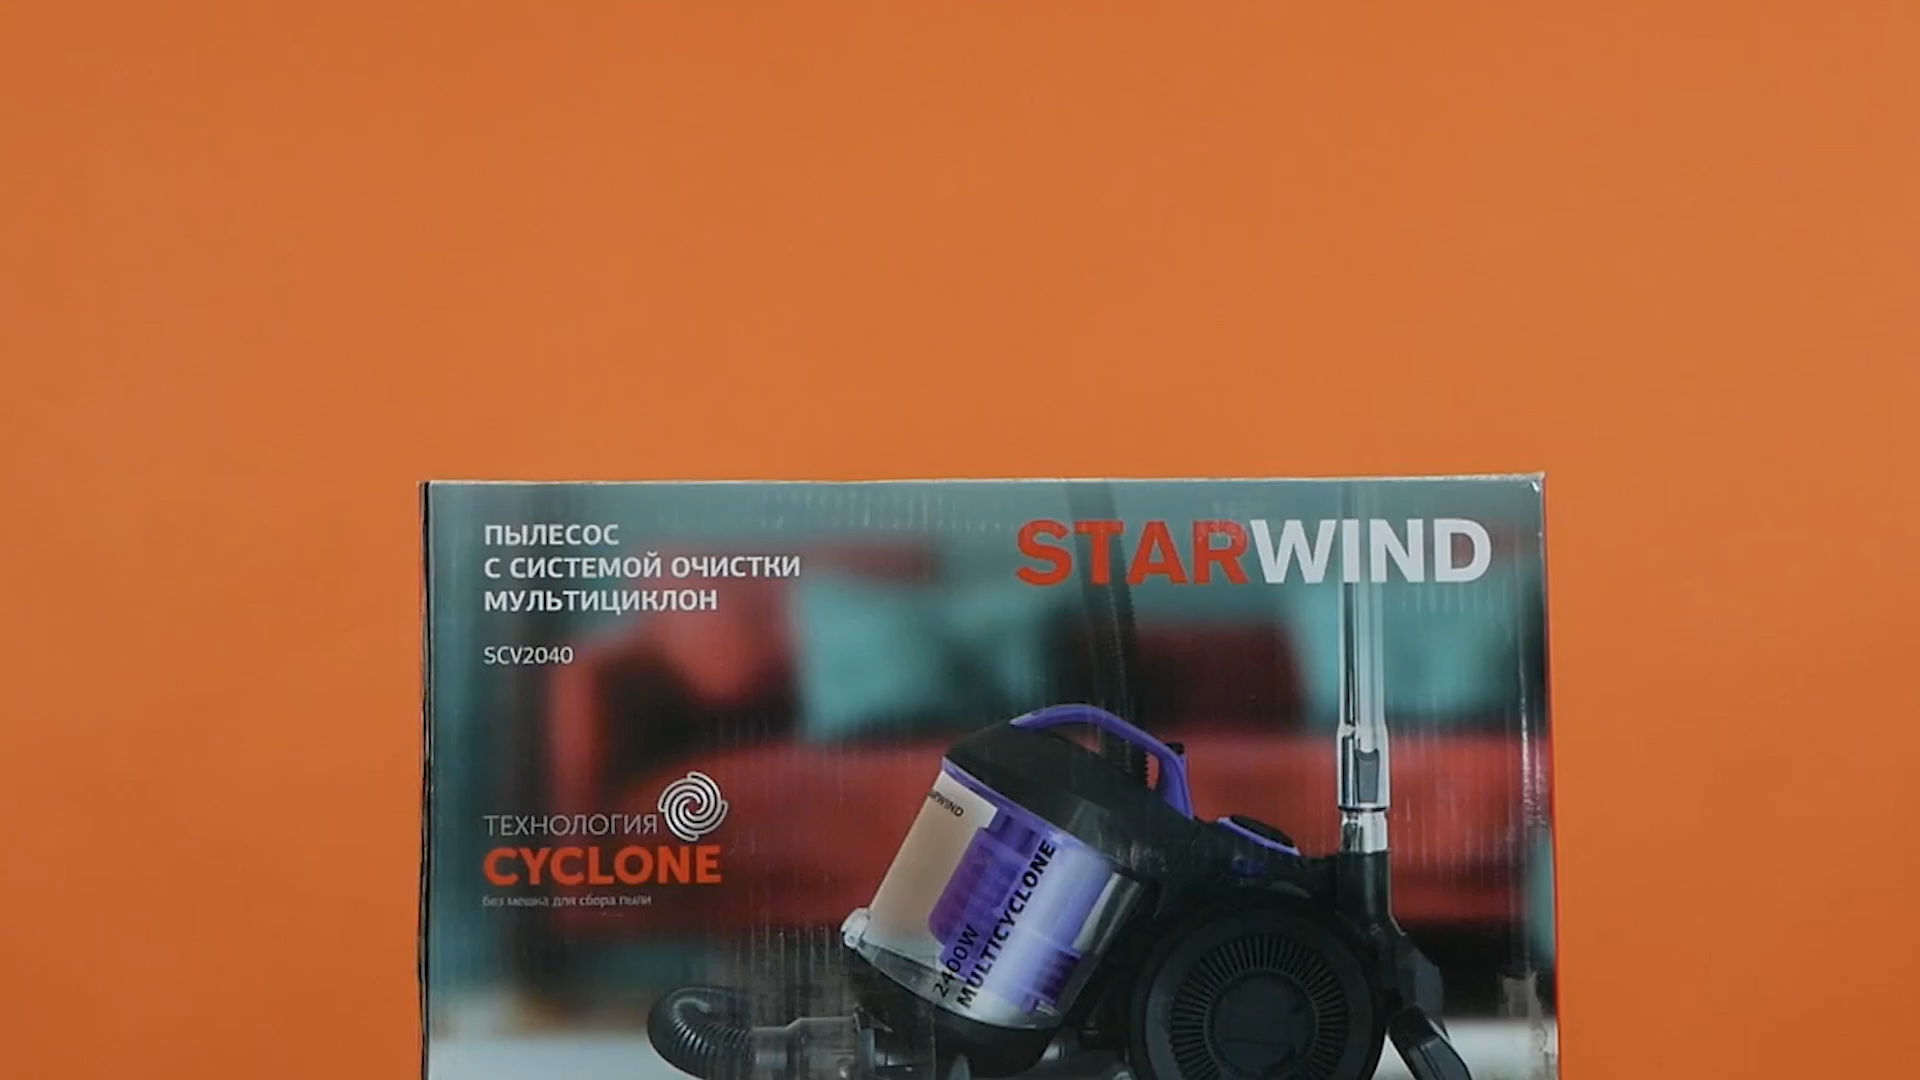 ПЫЛЕСОС
С СИСТЕМОЙ ОЧИСТКИ
МУЛЬТИЦИКЛОН
SCV2040
STARWIND
ТЕХНОЛОГИЯ
CYCLONE
без мешка для сбора пыли
2400W
MULTICYCLONE